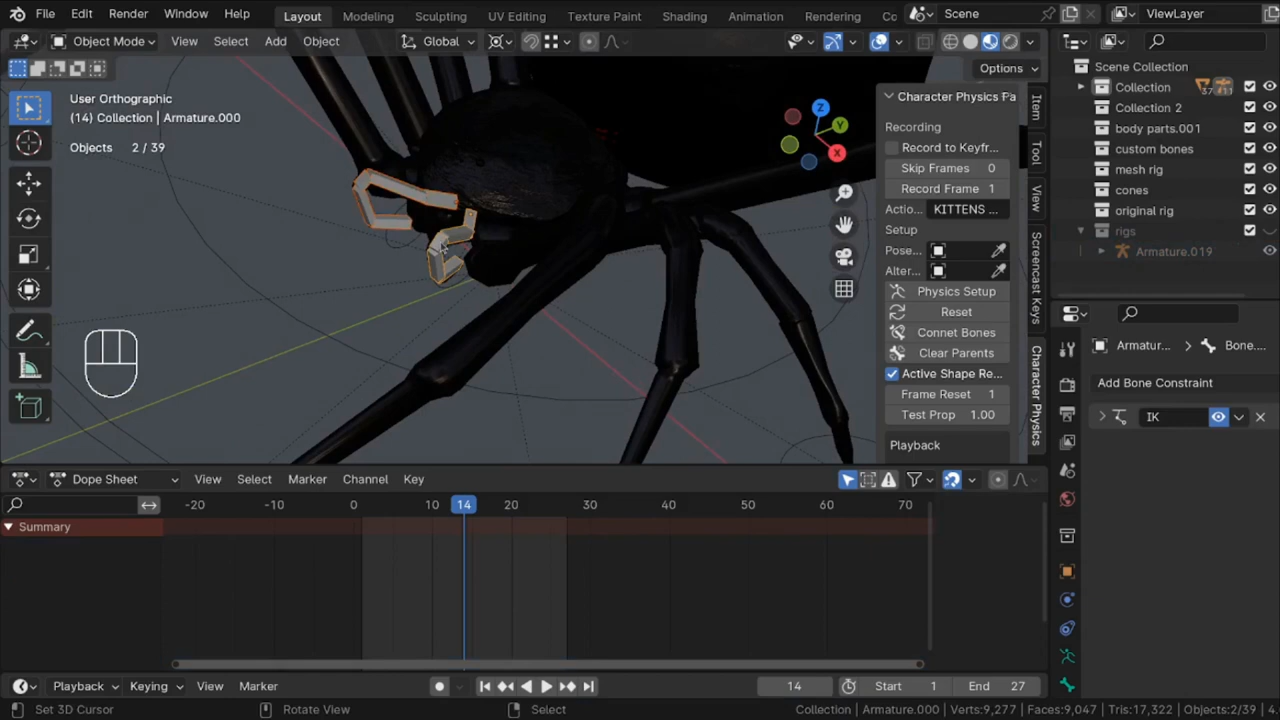 File Edit Render Window Help Layout Modeling Sculpting UV Editing Texture Paint Shading Animation Rendering Scene ViewLayer
Object Mode View Select Add Object Global
Options
User Orthographic
(14) Collection | Armature.000
Objects 2 / 39
Z
Y
X
Character Physics Pa
Recording
Record to Keyfr...
Skip Frames 0
Record Frame 1
Actio... KITTENS ...
Setup
Pose...
Alter...
Physics Setup
Reset
Connet Bones
Clear Parents
Active Shape Re...
Frame Reset 1
Test Prop 1.00
Playback
Item
Tool
View
Screencast Keys
Character Physics
Scene Collection
Collection 37 11
Collection 2
body parts.001
custom bones
mesh rig
cones
original rig
rigs
Armature.019
Armatur... Bone....
Add Bone Constraint
IK
Dope Sheet View Select Marker Channel Key
-20 -10 0 10 14 20 30 40 50 60 70
Summary
Playback Keying View Marker 14 Start 1 End 27
Set 3D Cursor Rotate View Select Collection | Armature.000 | Verts:9,277 | Faces:9,047 | Tris:17,322 | Objects:2/39